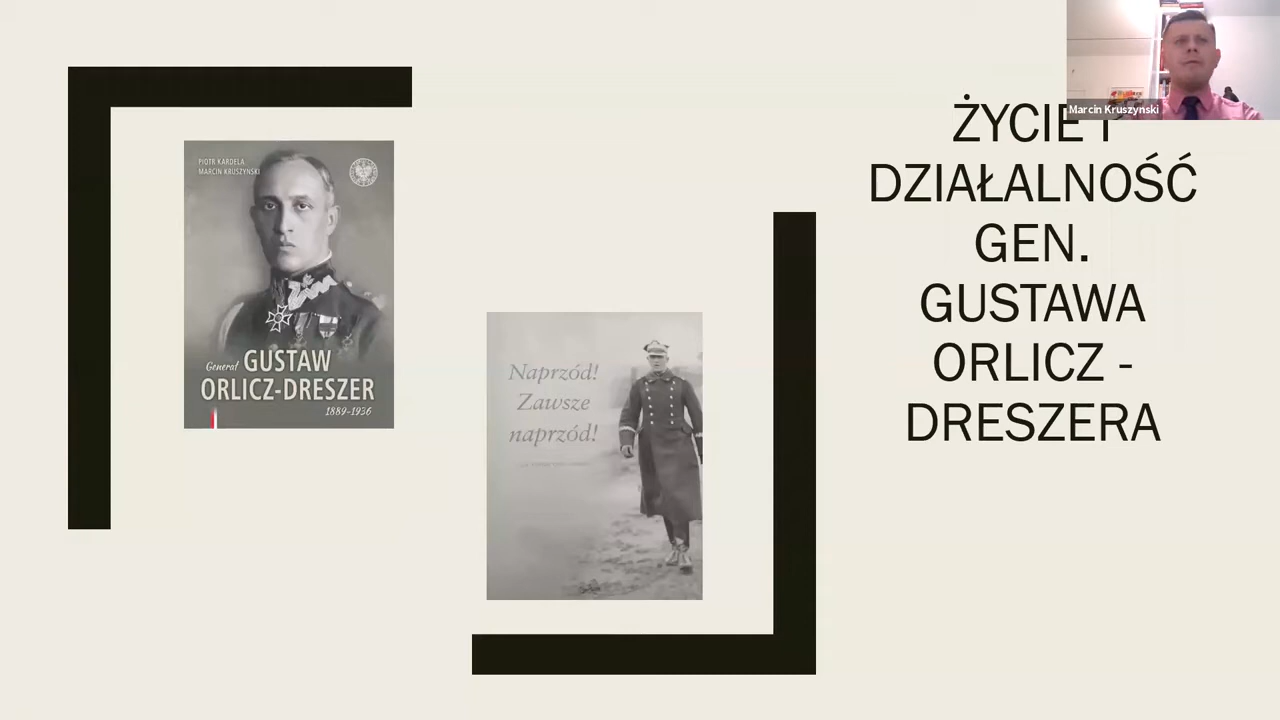 PIOTR KARDELA
MARCIN KRUSZYŃSKI
Generał GUSTAW
ORLICZ-DRESZER
1889-1936
Naprzód!
Zawsze
naprzód!
Marcin Kruszynski
ŻYCIE I
DZIAŁALNOŚĆ
GEN.
GUSTAWA
ORLICZ -
DRESZERA